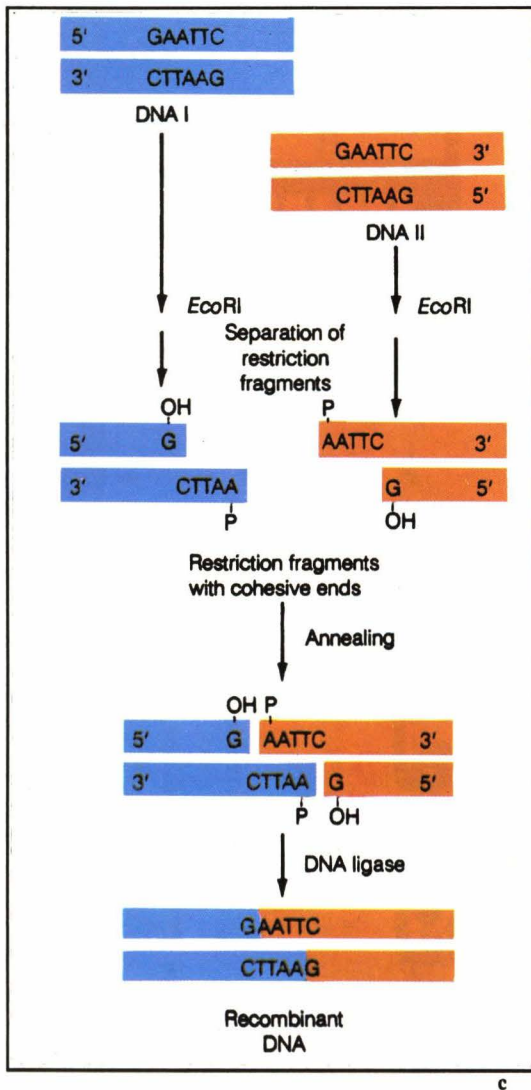 5' GAATTC
3' CTTAAG
DNA I
GAATTC 3'
CTTAAG 5'
DNA II
EcoRI
EcoRI
Separation of
restriction
fragments
OH
5' G
3' CTTAA
P
P
AATTC 3'
G 5'
OH
Restriction fragments
with cohesive ends
Annealing
OH P
5' G AATTC 3'
3' CTTAA G 5'
P OH
DNA ligase
GAATTC
CTTAAG
Recombinant
DNA
c